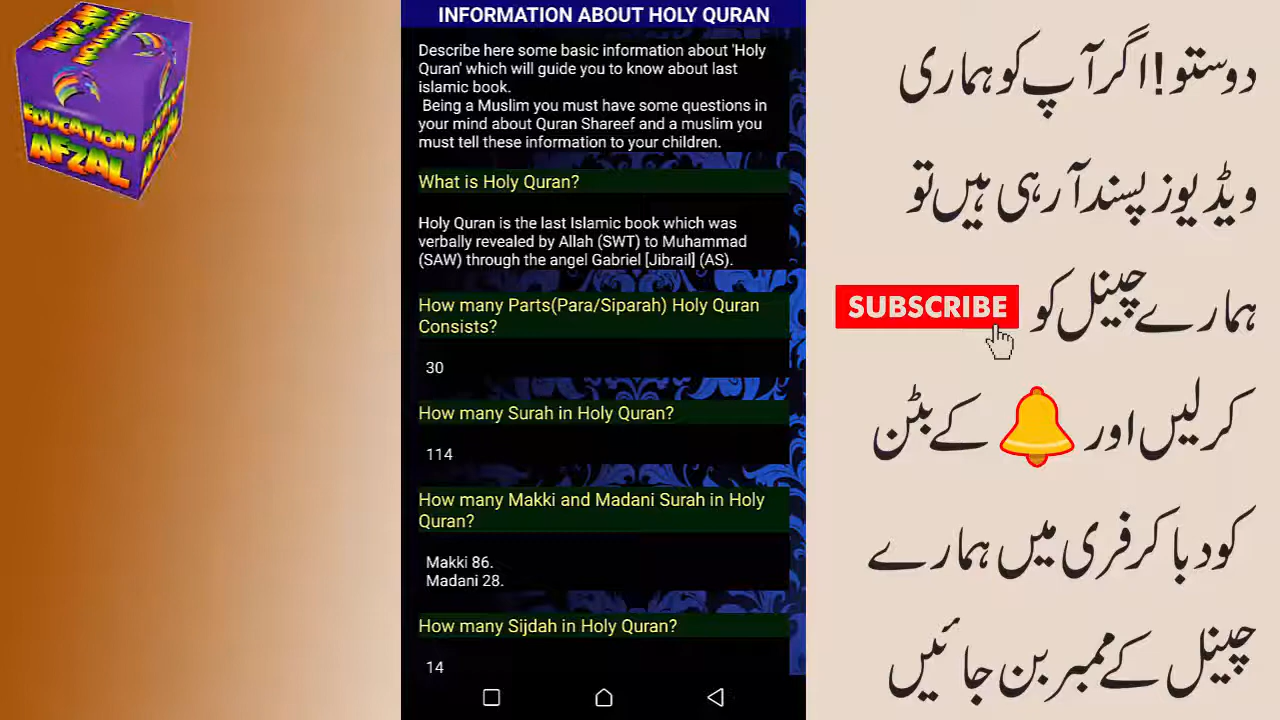 EDUCATION
AFZAL
INFORMATION ABOUT HOLY QURAN
Describe here some basic information about 'Holy
Quran' which will guide you to know about last
islamic book.
Being a Muslim you must have some questions in
your mind about Quran Shareef and a muslim you
must tell these information to your children.
What is Holy Quran?
Holy Quran is the last Islamic book which was
verbally revealed by Allah (SWT) to Muhammad
(SAW) through the angel Gabriel [Jibrail] (AS).
How many Parts(Para/Siparah) Holy Quran
Consists?
30
How many Surah in Holy Quran?
114
How many Makki and Madani Surah in Holy
Quran?
Makki 86.
Madani 28.
How many Sijdah in Holy Quran?
14
دوستو! اگر آپ کو ہماری
ویڈیوز پسند آ رہی ہیں تو
ہمارے چینل کو SUBSCRIBE
کر لیں اور کے بٹن
کو دبا کر فری میں ہمارے
چینل کے ممبر بن جائیں